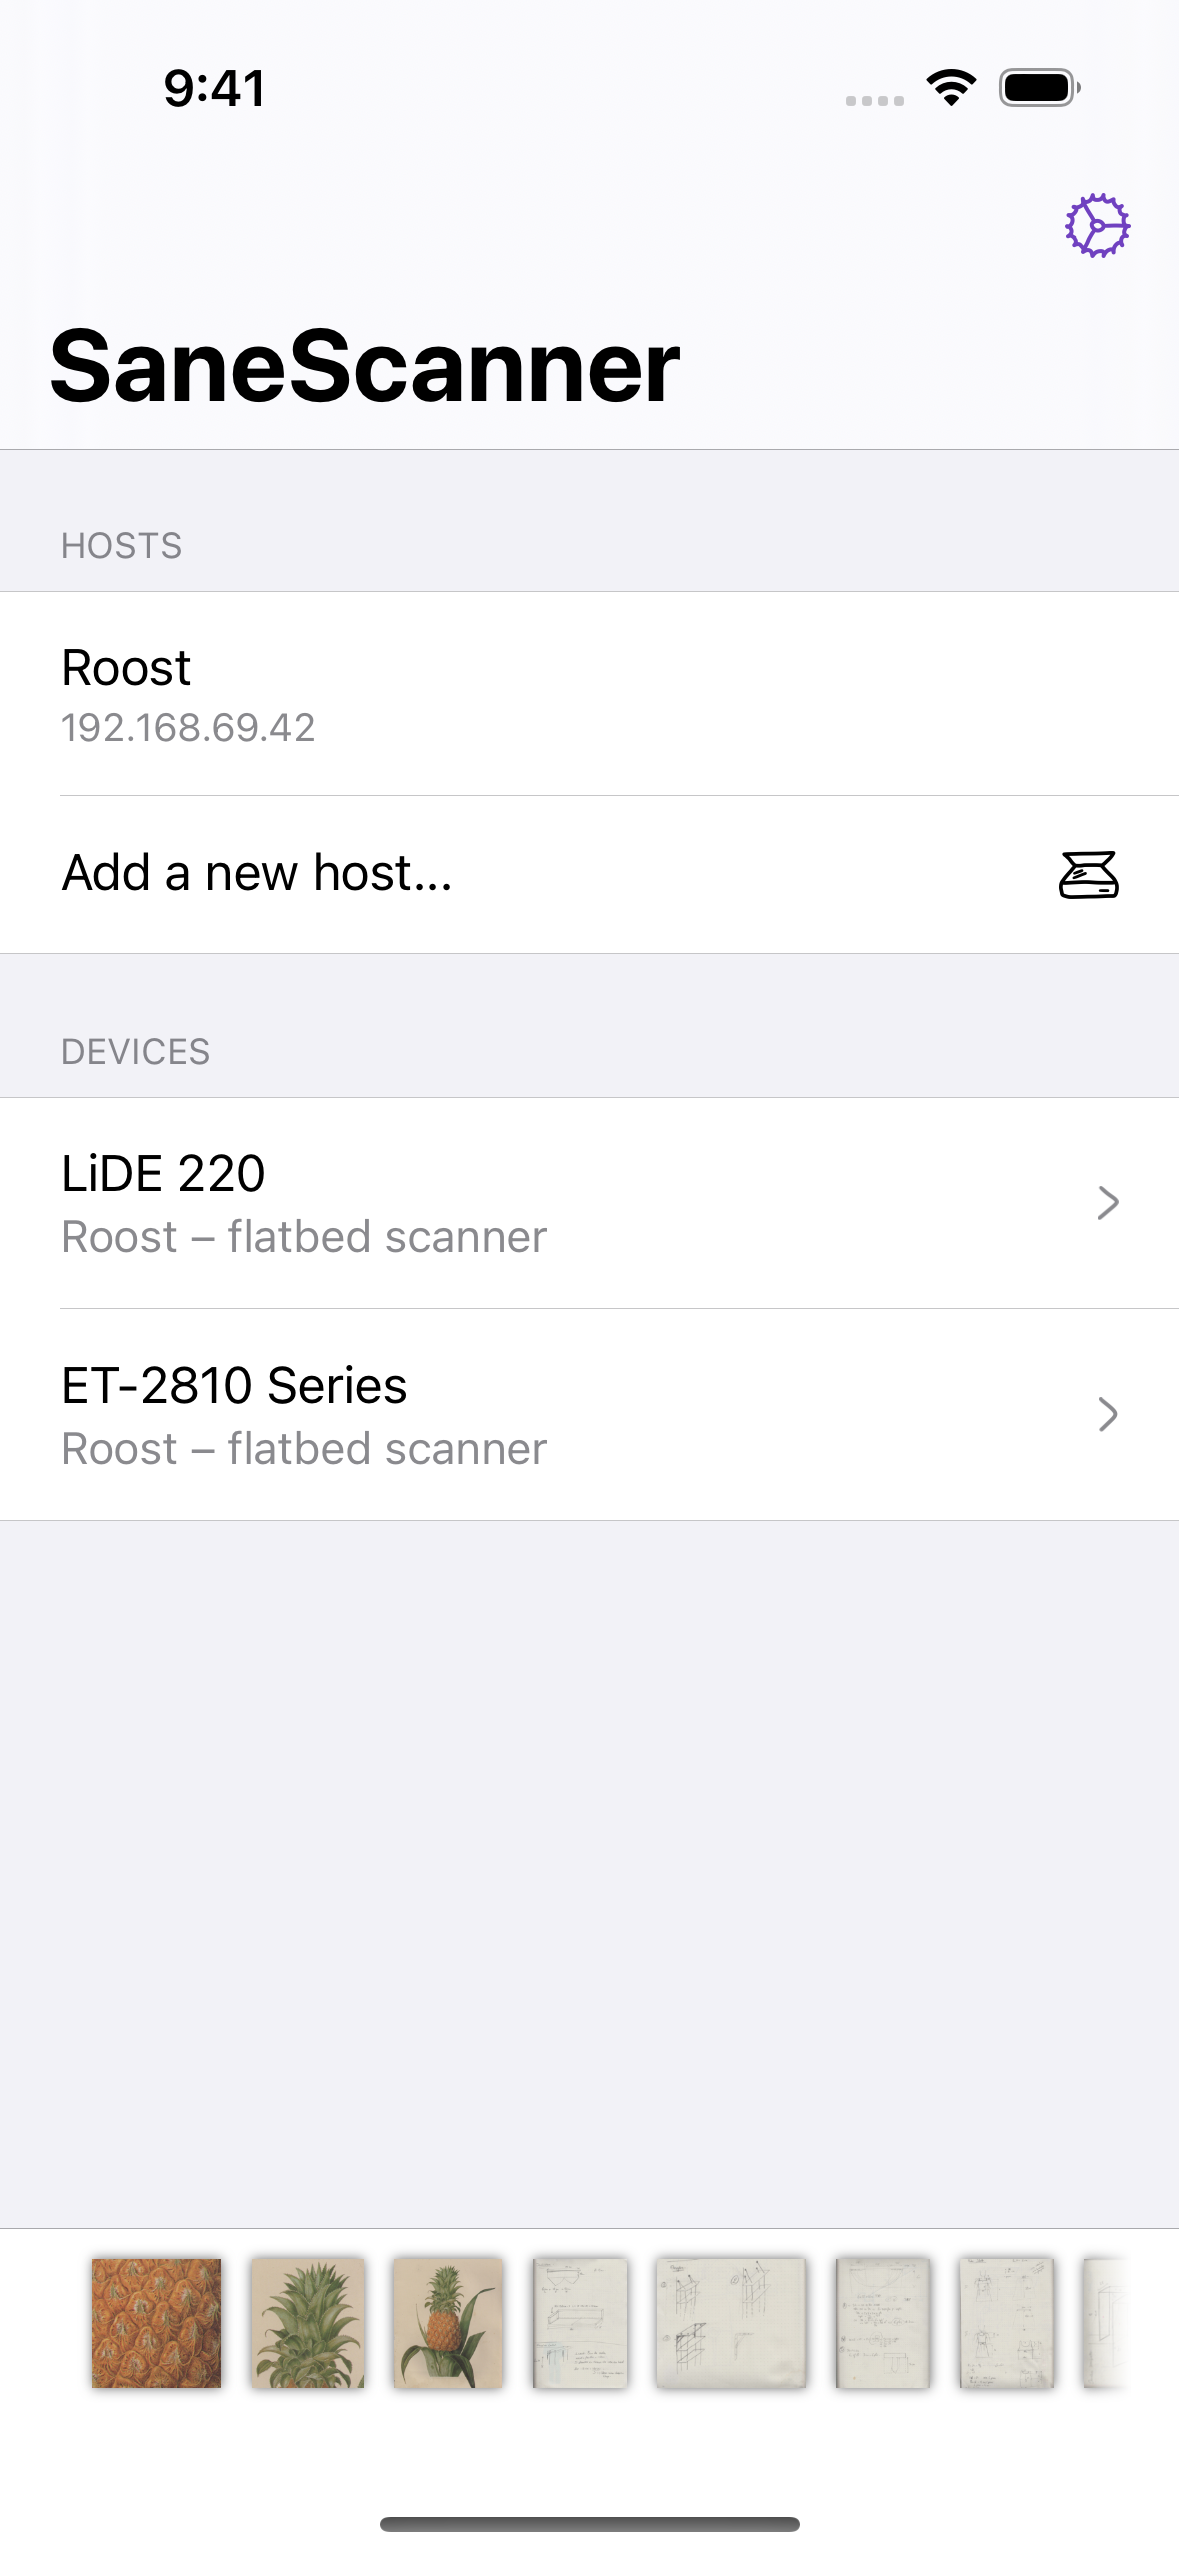 9:41
SaneScanner
HOSTS
Roost
192.168.69.42
Add a new host...
DEVICES
LiDE 220
Roost – flatbed scanner
ET-2810 Series
Roost – flatbed scanner